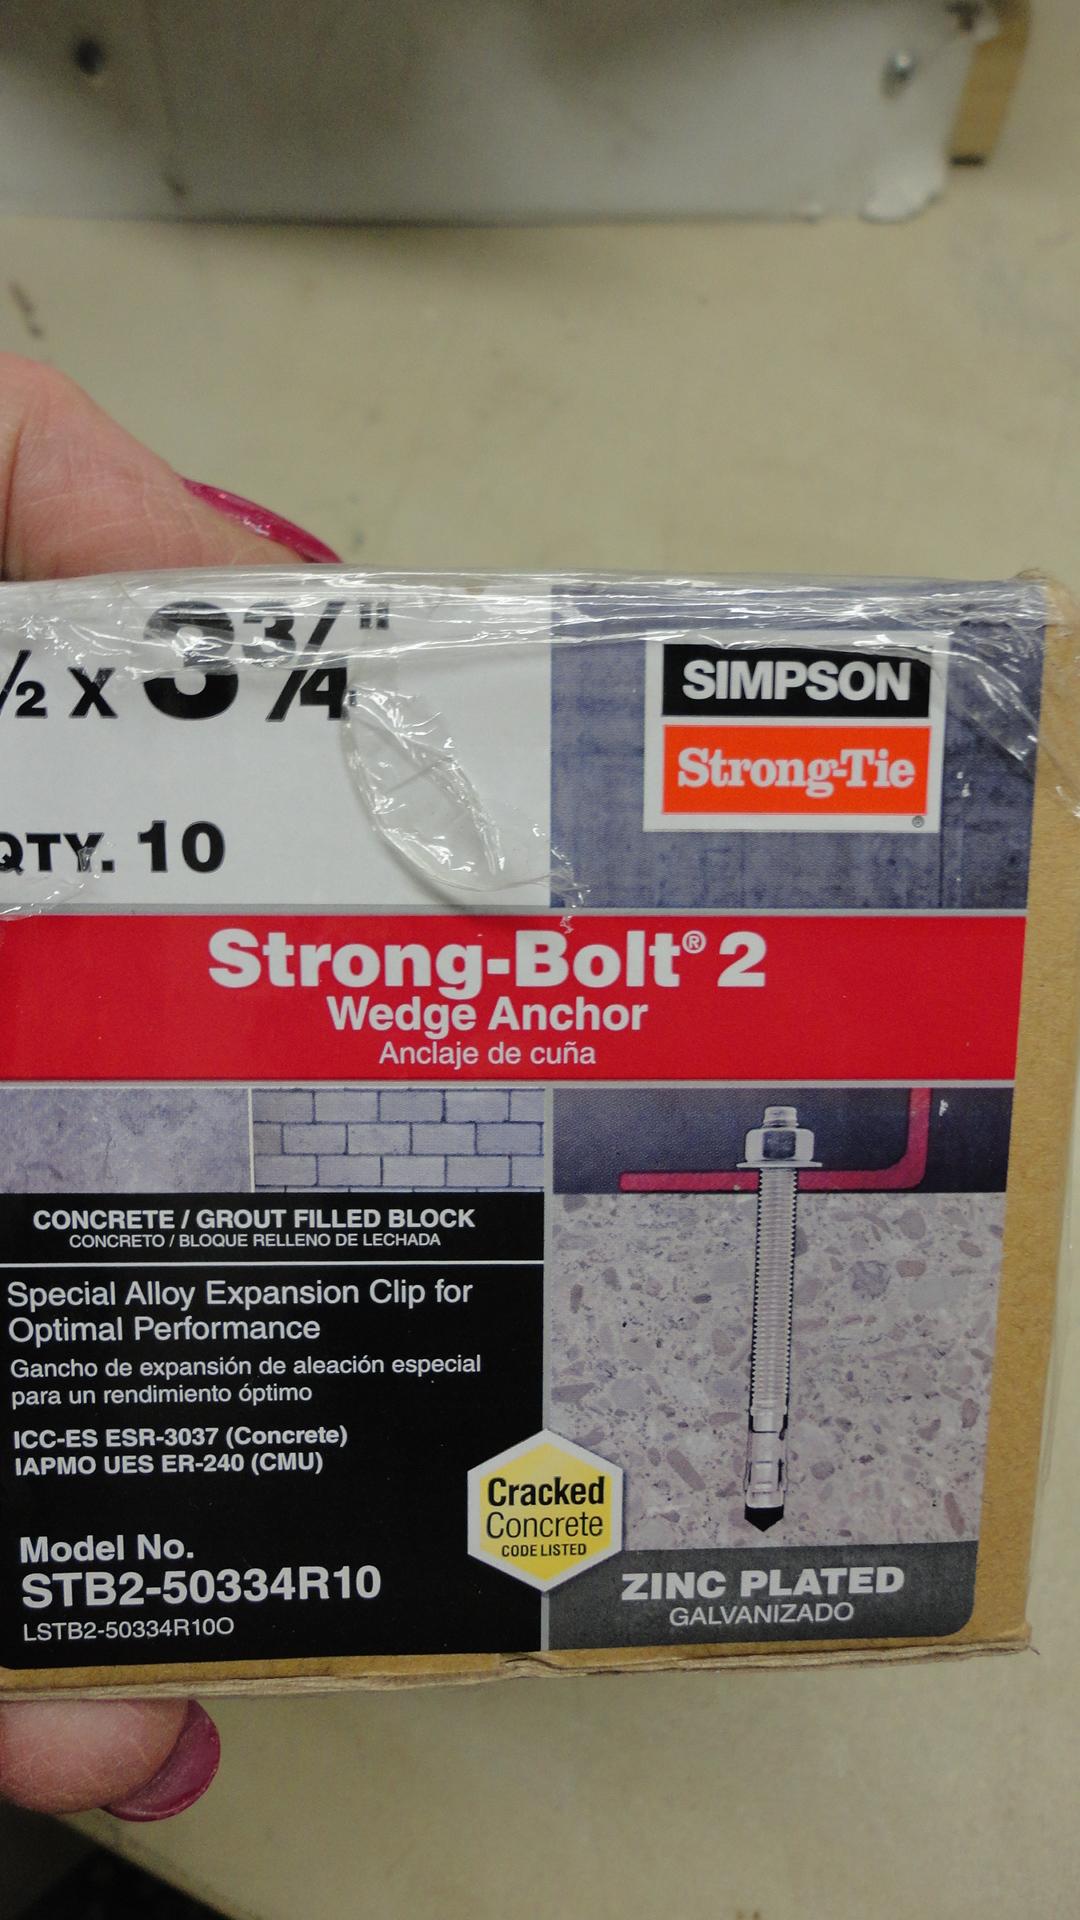 ½ x 3¾"
QTY. 10
SIMPSON
Strong-Tie
®
Strong-Bolt® 2
Wedge Anchor
Anclaje de cuña
CONCRETE / GROUT FILLED BLOCK
CONCRETO / BLOQUE RELLENO DE LECHADA
Special Alloy Expansion Clip for
Optimal Performance
Gancho de expansión de aleación especial
para un rendimiento óptimo
ICC-ES ESR-3037 (Concrete)
IAPMO UES ER-240 (CMU)
Cracked
Concrete
CODE LISTED
Model No.
STB2-50334R10
LSTB2-50334R10O
ZINC PLATED
GALVANIZADO